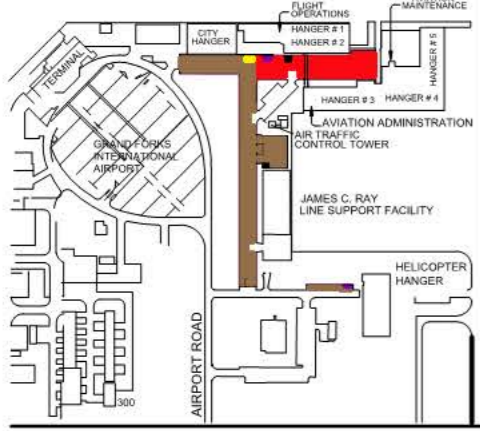 FLIGHT
OPERATIONS
MAINTENANCE
CITY
HANGER
HANGER # 1
HANGER # 2
HANGER # 5
TERMINAL
HANGER # 3
HANGER # 4
AVIATION ADMINISTRATION
AIR TRAFFIC
CONTROL TOWER
GRAND FORKS
INTERNATIONAL
AIRPORT
JAMES C. RAY
LINE SUPPORT FACILITY
HELICOPTER
HANGER
AIRPORT ROAD
300